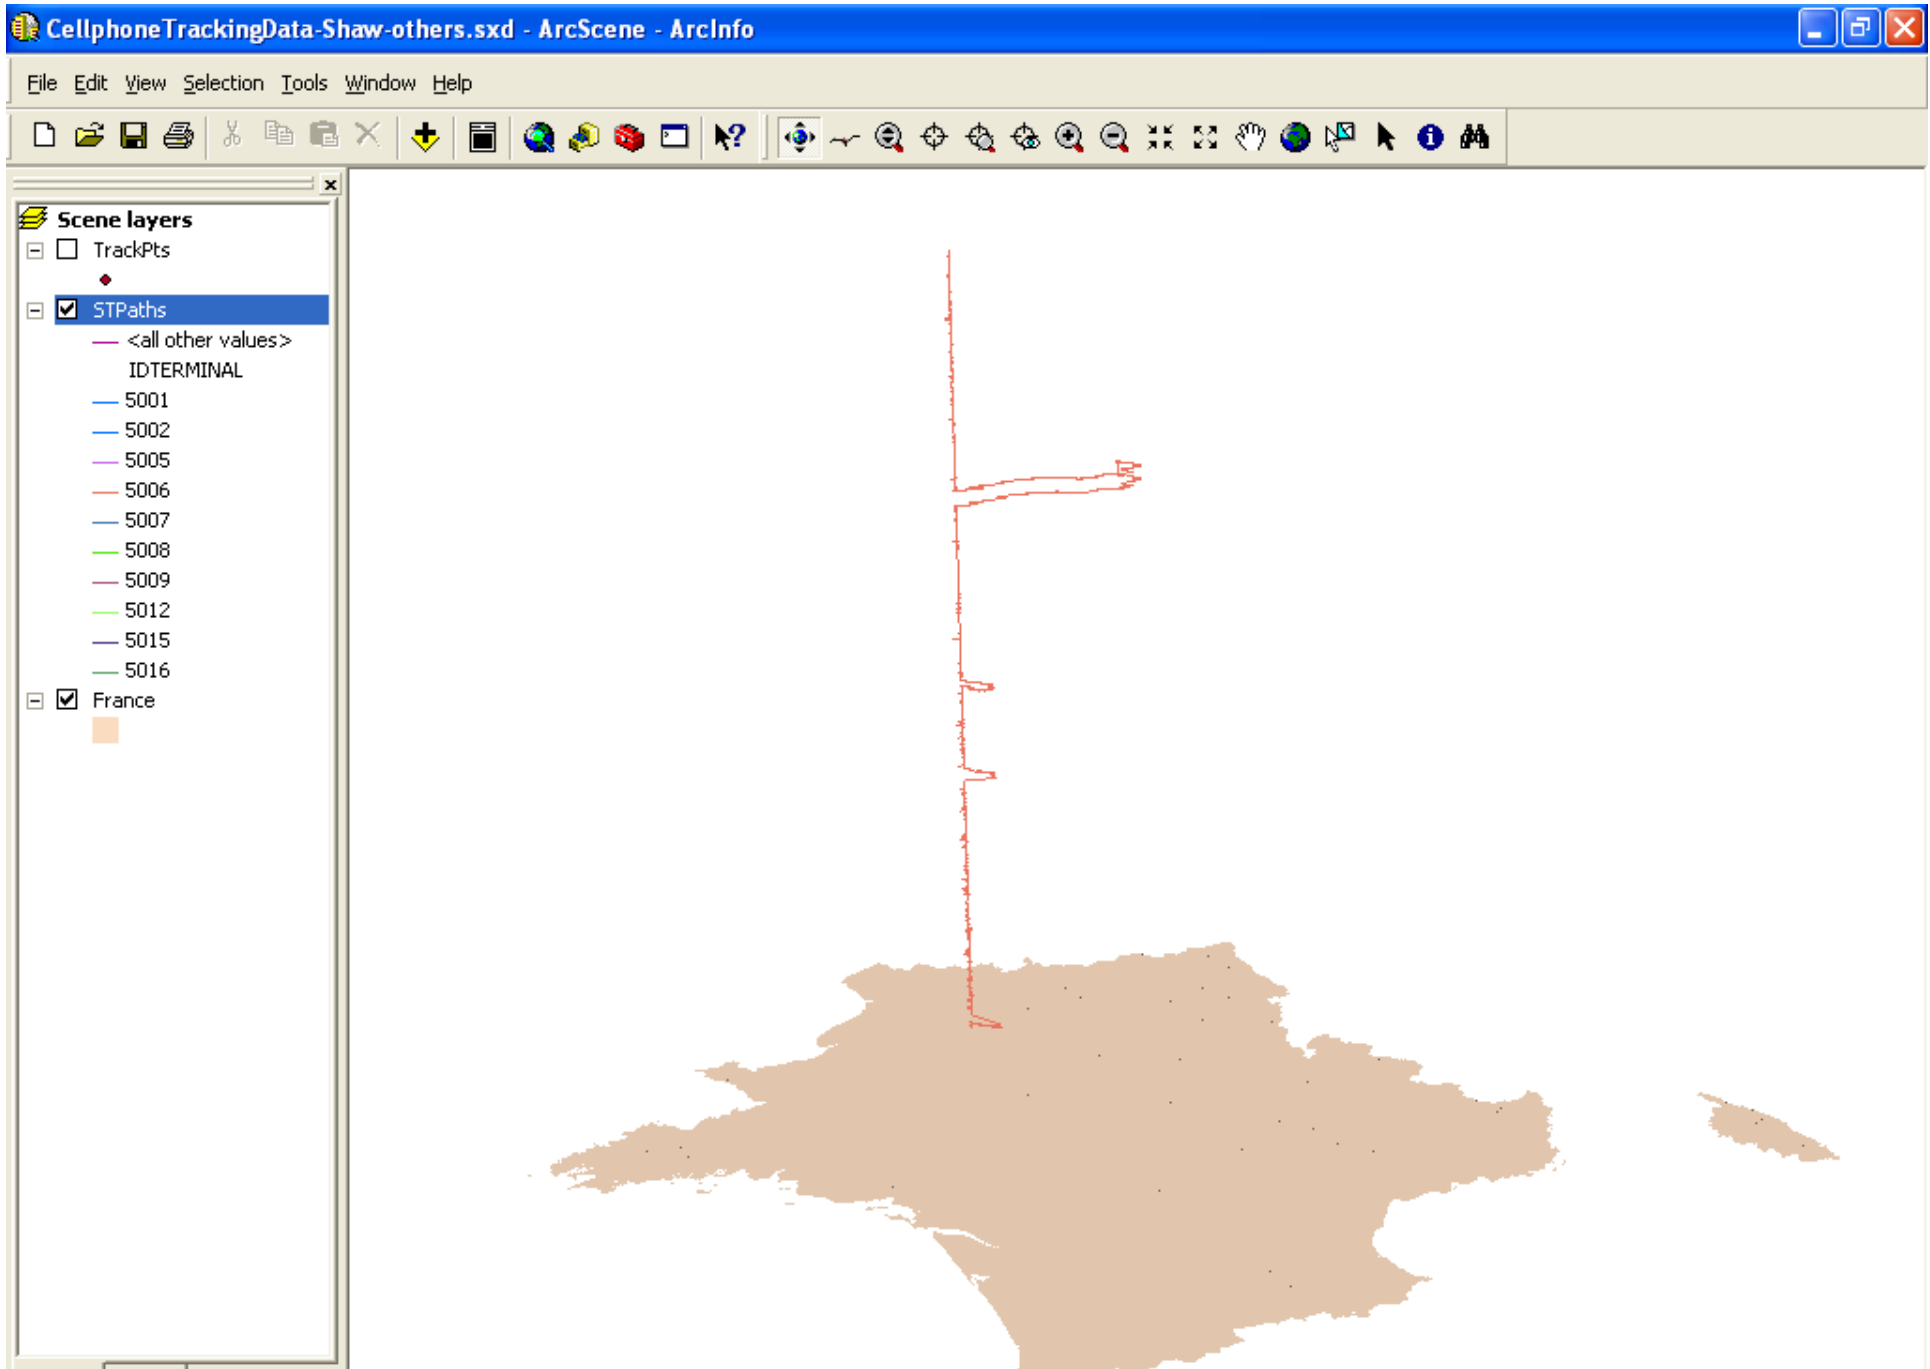 CellphoneTrackingData-Shaw-others.sxd - ArcScene - ArcInfo
File Edit View Selection Tools Window Help
Scene layers
TrackPts
STPaths
<all other values>
IDTERMINAL
5001
5002
5005
5006
5007
5008
5009
5012
5015
5016
France